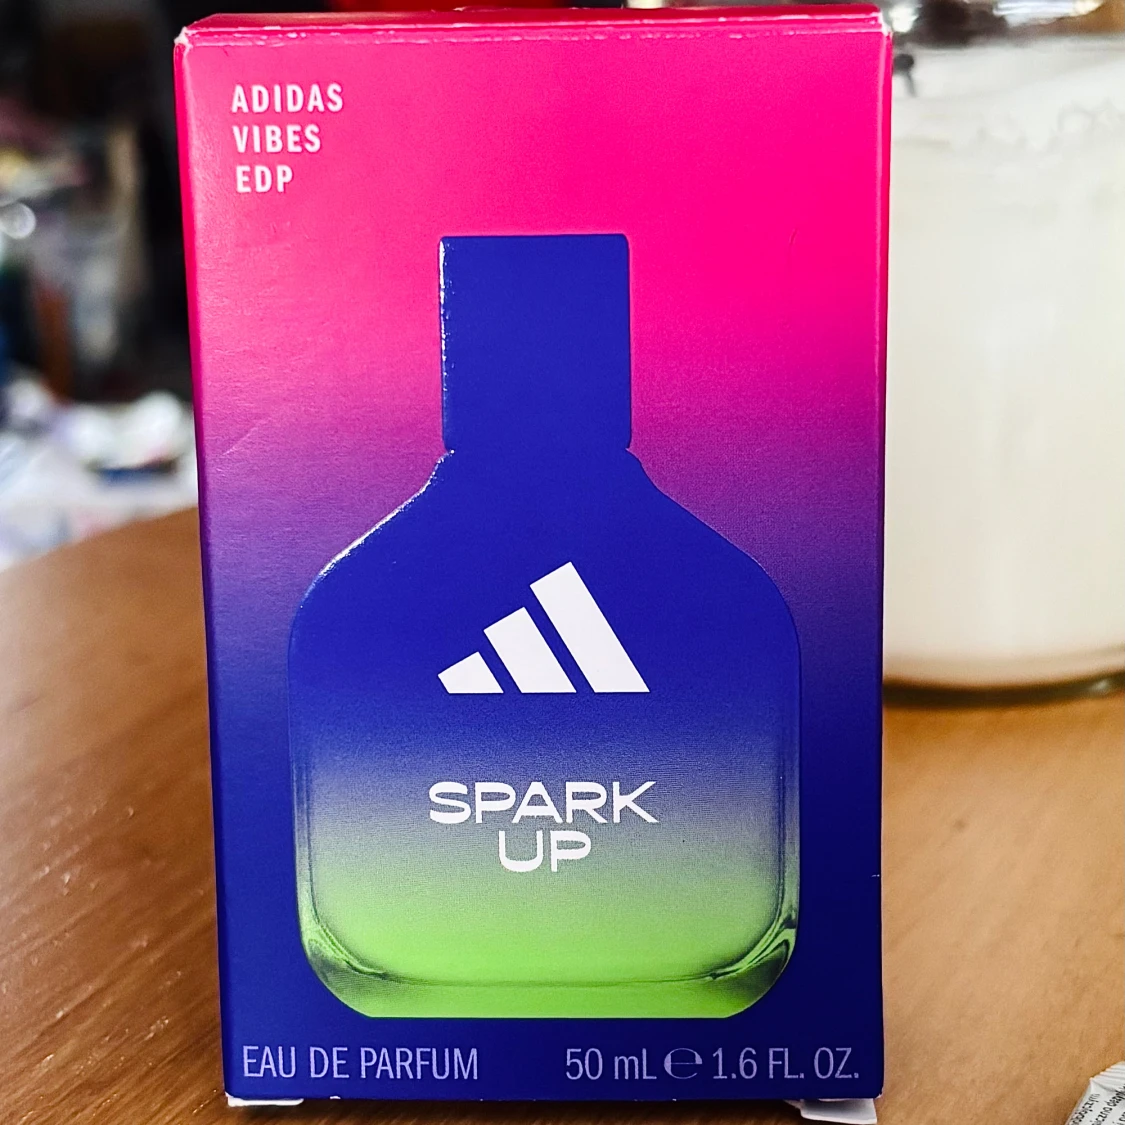 ADIDAS
VIBES
EDP
SPARK
UP
EAU DE PARFUM
50 mL ℮ 1.6 FL. OZ.